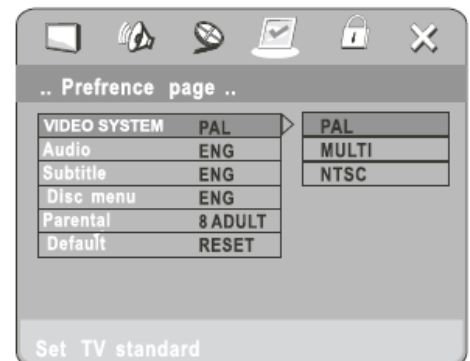 .. Prefrence page ..
VIDEO SYSTEM PAL PAL
Audio ENG MULTI
Subtitle ENG NTSC
Disc menu ENG
Parental 8 ADULT
Default RESET
Set TV standard